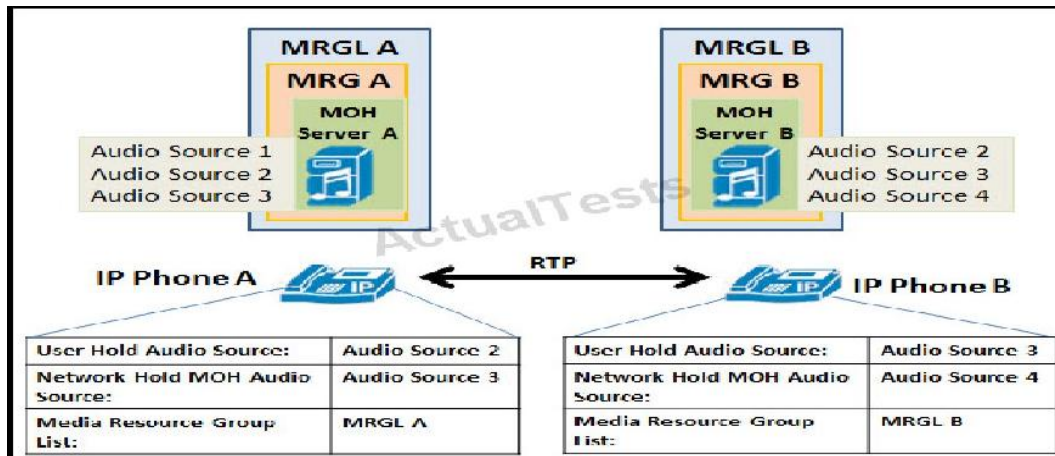 MRGL A
MRG A
MOH
Server A
Audio Source 1
Audio Source 2
Audio Source 3
MRGL B
MRG B
MOH
Server B
Audio Source 2
Audio Source 3
Audio Source 4
ActualTests
IP Phone A
IP
RTP
IP
IP Phone B
User Hold Audio Source: Audio Source 2
Network Hold MOH Audio Source: Audio Source 3
Media Resource Group List: MRGL A
User Hold Audio Source: Audio Source 3
Network Hold MOH Audio Source: Audio Source 4
Media Resource Group List: MRGL B